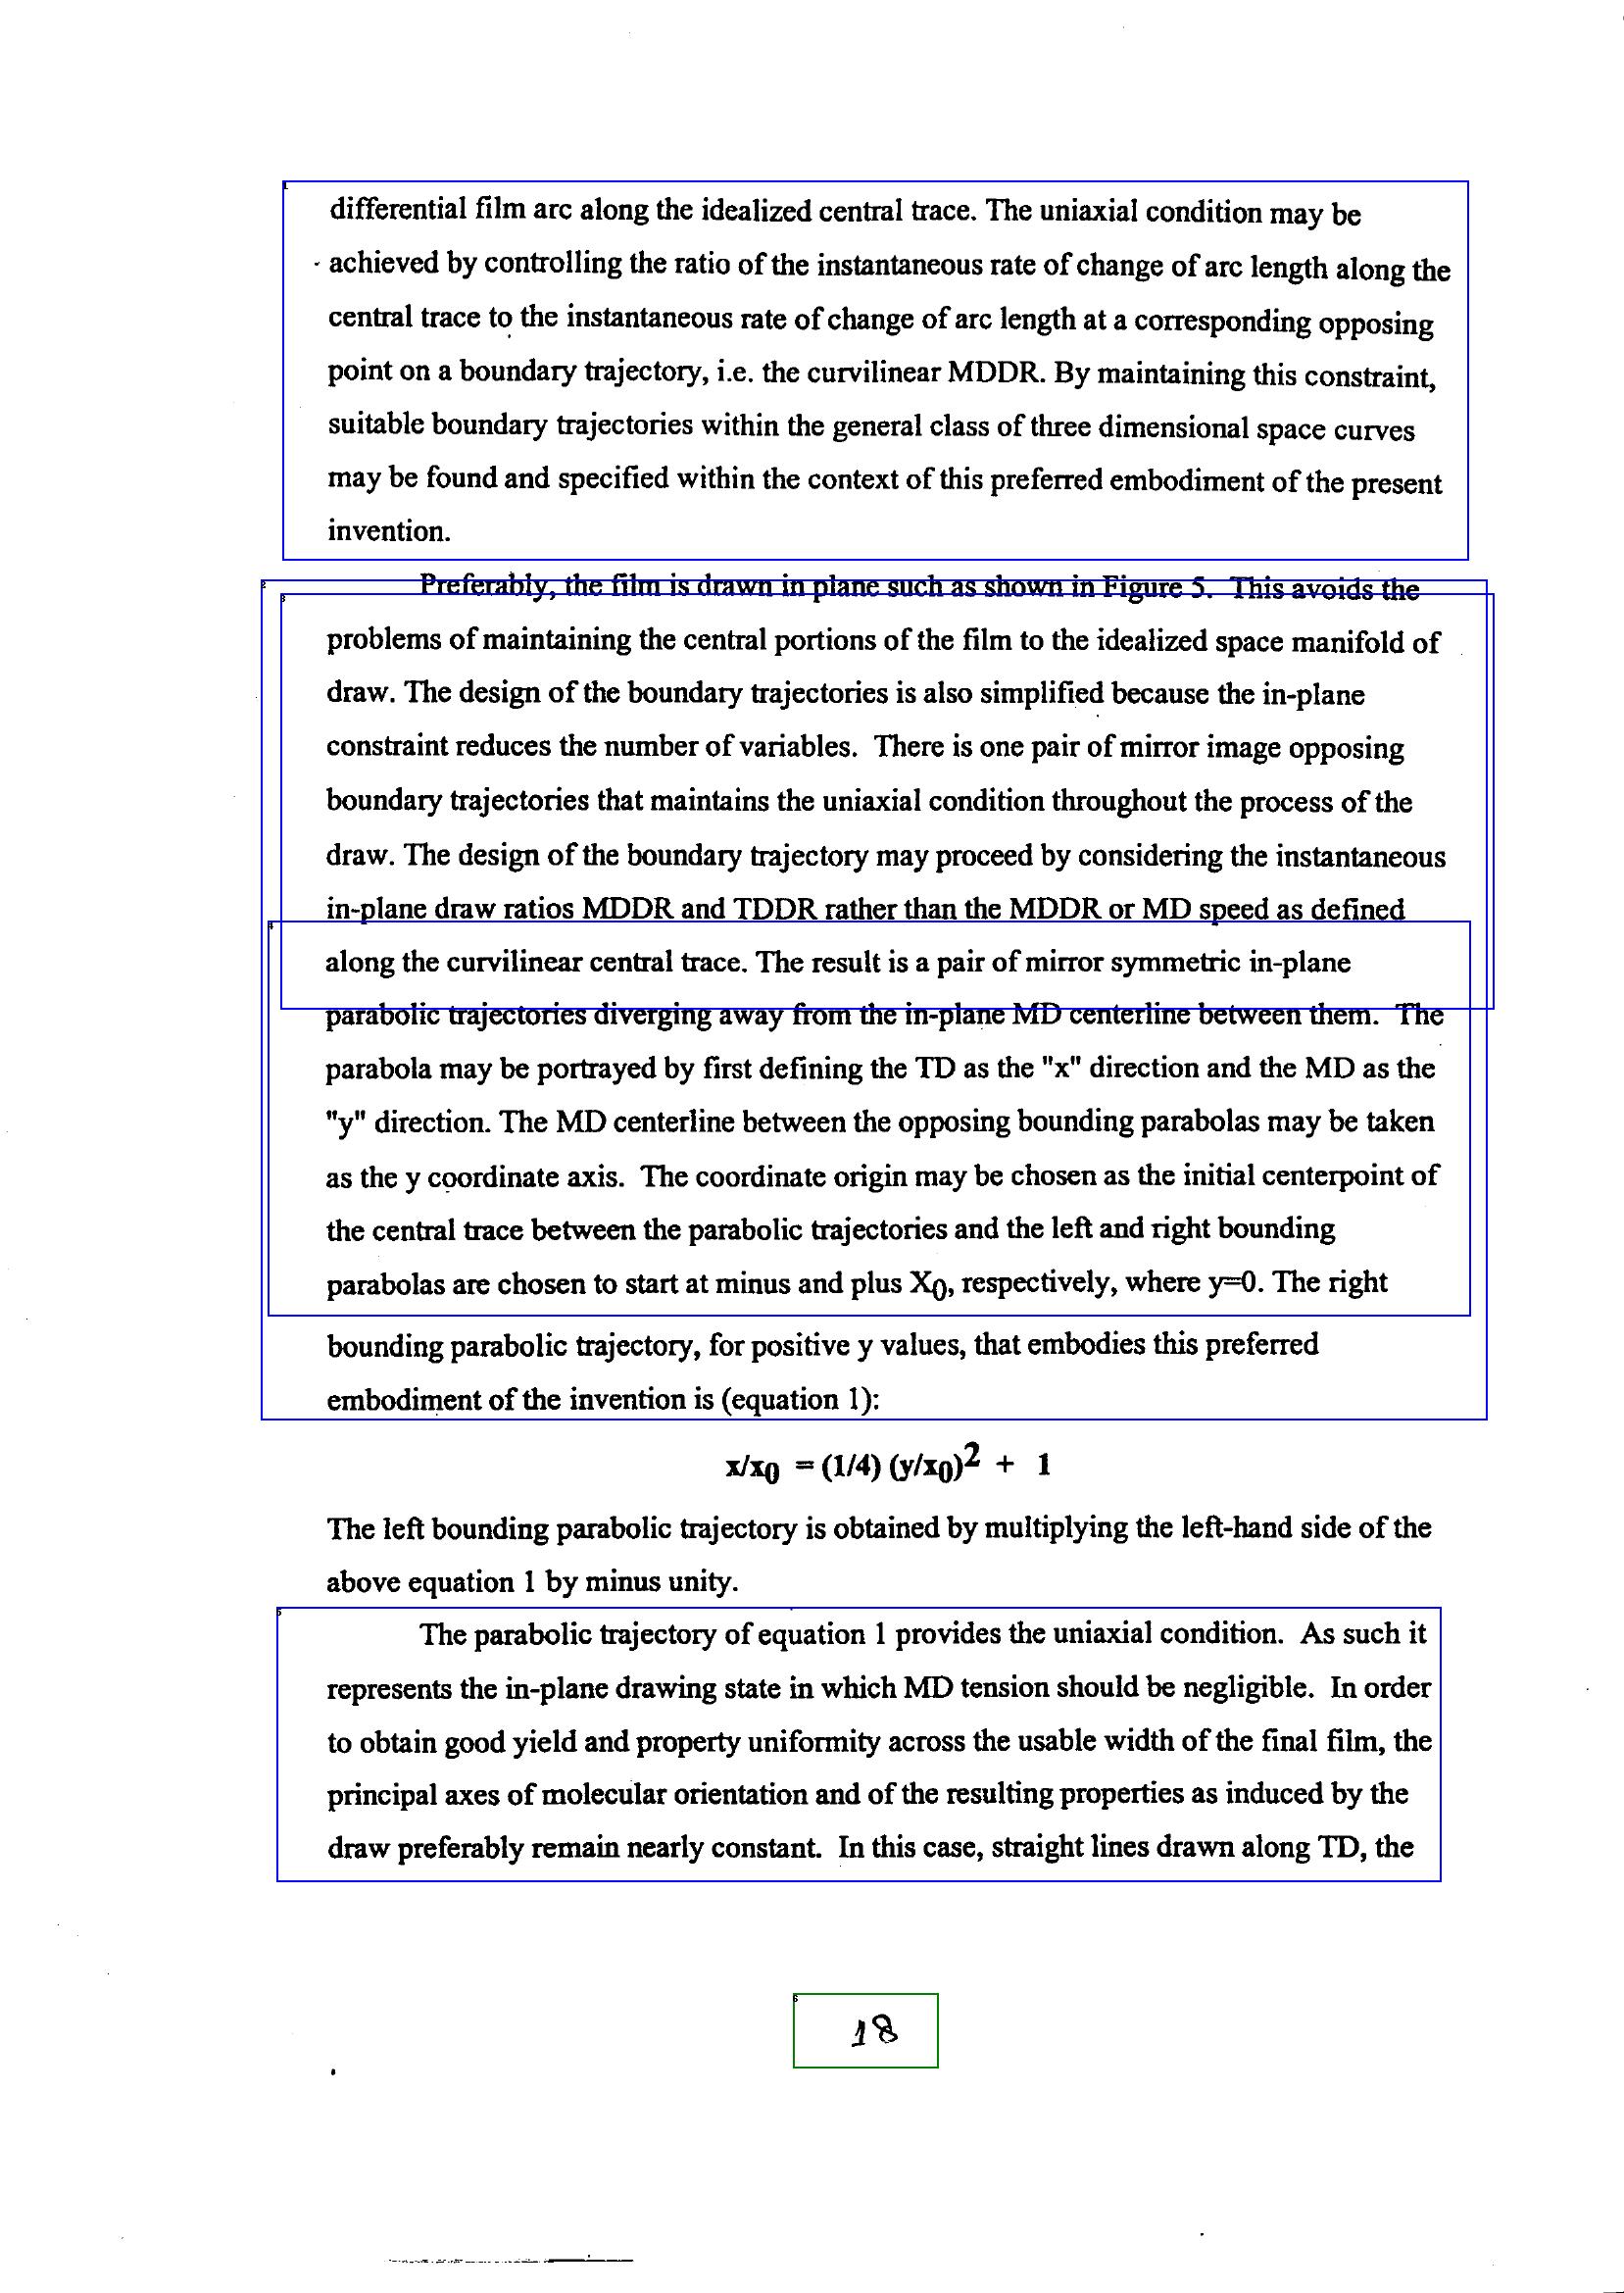 differential film arc along the idealized central trace. The uniaxial condition may be
achieved by controlling the ratio of the instantaneous rate of change of arc length along the
central trace to the instantaneous rate of change of arc length at a corresponding opposing
point on a boundary trajectory, i.e. the curvilinear MDDR. By maintaining this constraint,
suitable boundary trajectories within the general class of three dimensional space curves
may be found and specified within the context of this preferred embodiment of the present
invention.
Preferably, the film is drawn in plane such as shown in Figure 5. This avoids the
problems of maintaining the central portions of the film to the idealized space manifold of
draw. The design of the boundary trajectories is also simplified because the in-plane
constraint reduces the number of variables. There is one pair of mirror image opposing
boundary trajectories that maintains the uniaxial condition throughout the process of the
draw. The design of the boundary trajectory may proceed by considering the instantaneous
in-plane draw ratios MDDR and TDDR rather than the MDDR or MD speed as defined
along the curvilinear central trace. The result is a pair of mirror symmetric in-plane
parabolic trajectories diverging away from the in-plane MD centerline between them. The
parabola may be portrayed by first defining the TD as the "x" direction and the MD as the
"y" direction. The MD centerline between the opposing bounding parabolas may be taken
as the y coordinate axis. The coordinate origin may be chosen as the initial centerpoint of
the central trace between the parabolic trajectories and the left and right bounding
parabolas are chosen to start at minus and plus X0, respectively, where y=0. The right
bounding parabolic trajectory, for positive y values, that embodies this preferred
embodiment of the invention is (equation 1):
x/x0 = (1/4) (y/x0)2 + 1
The left bounding parabolic trajectory is obtained by multiplying the left-hand side of the
above equation 1 by minus unity.
The parabolic trajectory of equation 1 provides the uniaxial condition. As such it
represents the in-plane drawing state in which MD tension should be negligible. In order
to obtain good yield and property uniformity across the usable width of the final film, the
principal axes of molecular orientation and of the resulting properties as induced by the
draw preferably remain nearly constant. In this case, straight lines drawn along TD, the
18